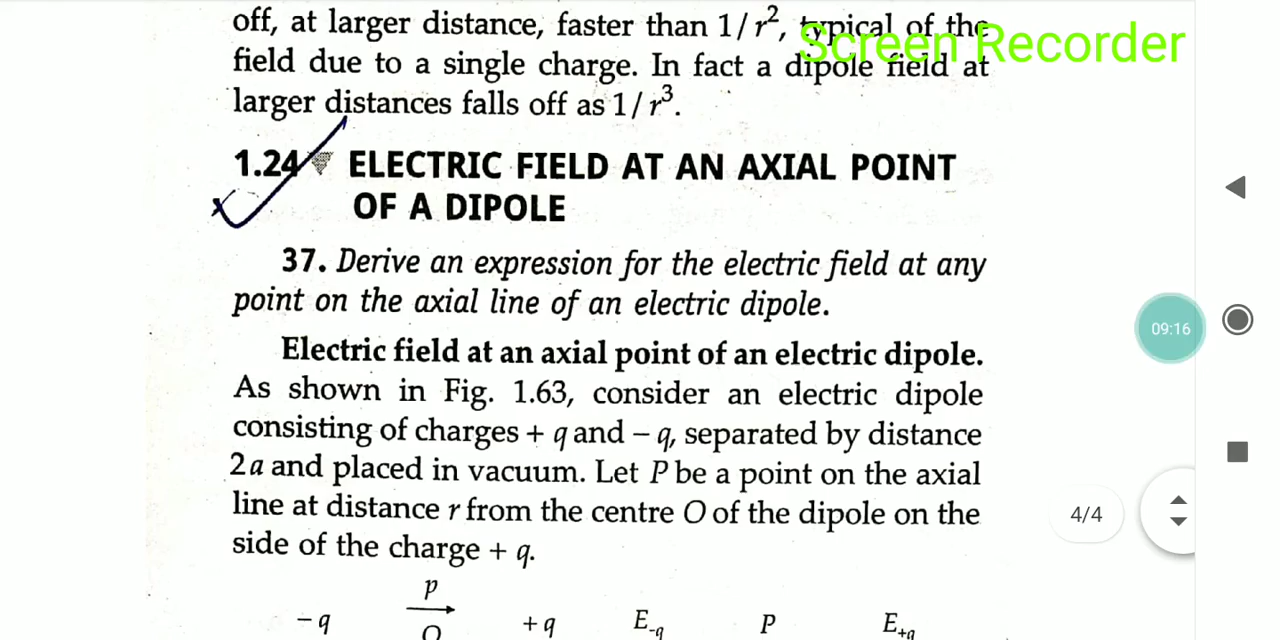 off, at larger distance, faster than 1/r², typical of the
Screen Recorder
field due to a single charge. In fact a dipole field at
larger distances falls off as 1/r³.
1.24 ELECTRIC FIELD AT AN AXIAL POINT
OF A DIPOLE
37. Derive an expression for the electric field at any
point on the axial line of an electric dipole.
09:16
Electric field at an axial point of an electric dipole.
As shown in Fig. 1.63, consider an electric dipole
consisting of charges + q and – q, separated by distance
2a and placed in vacuum. Let P be a point on the axial
line at distance r from the centre O of the dipole on the
4/4
side of the charge + q.
p
– q O + q E-q P E+q